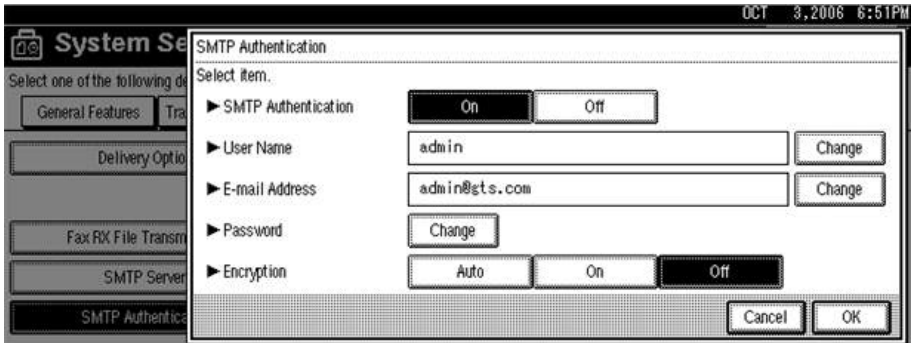 OCT 3,2006 6:51PM
System Se
Select one of the following de
General Features
Tra
Delivery Optio
Fax RX File Transm
SMTP Server
SMTP Authentica
SMTP Authentication
Select item.
►SMTP Authentication On Off
►User Name admin Change
►E-mail Address admin@gts.com Change
►Password Change
►Encryption Auto On Off
Cancel OK